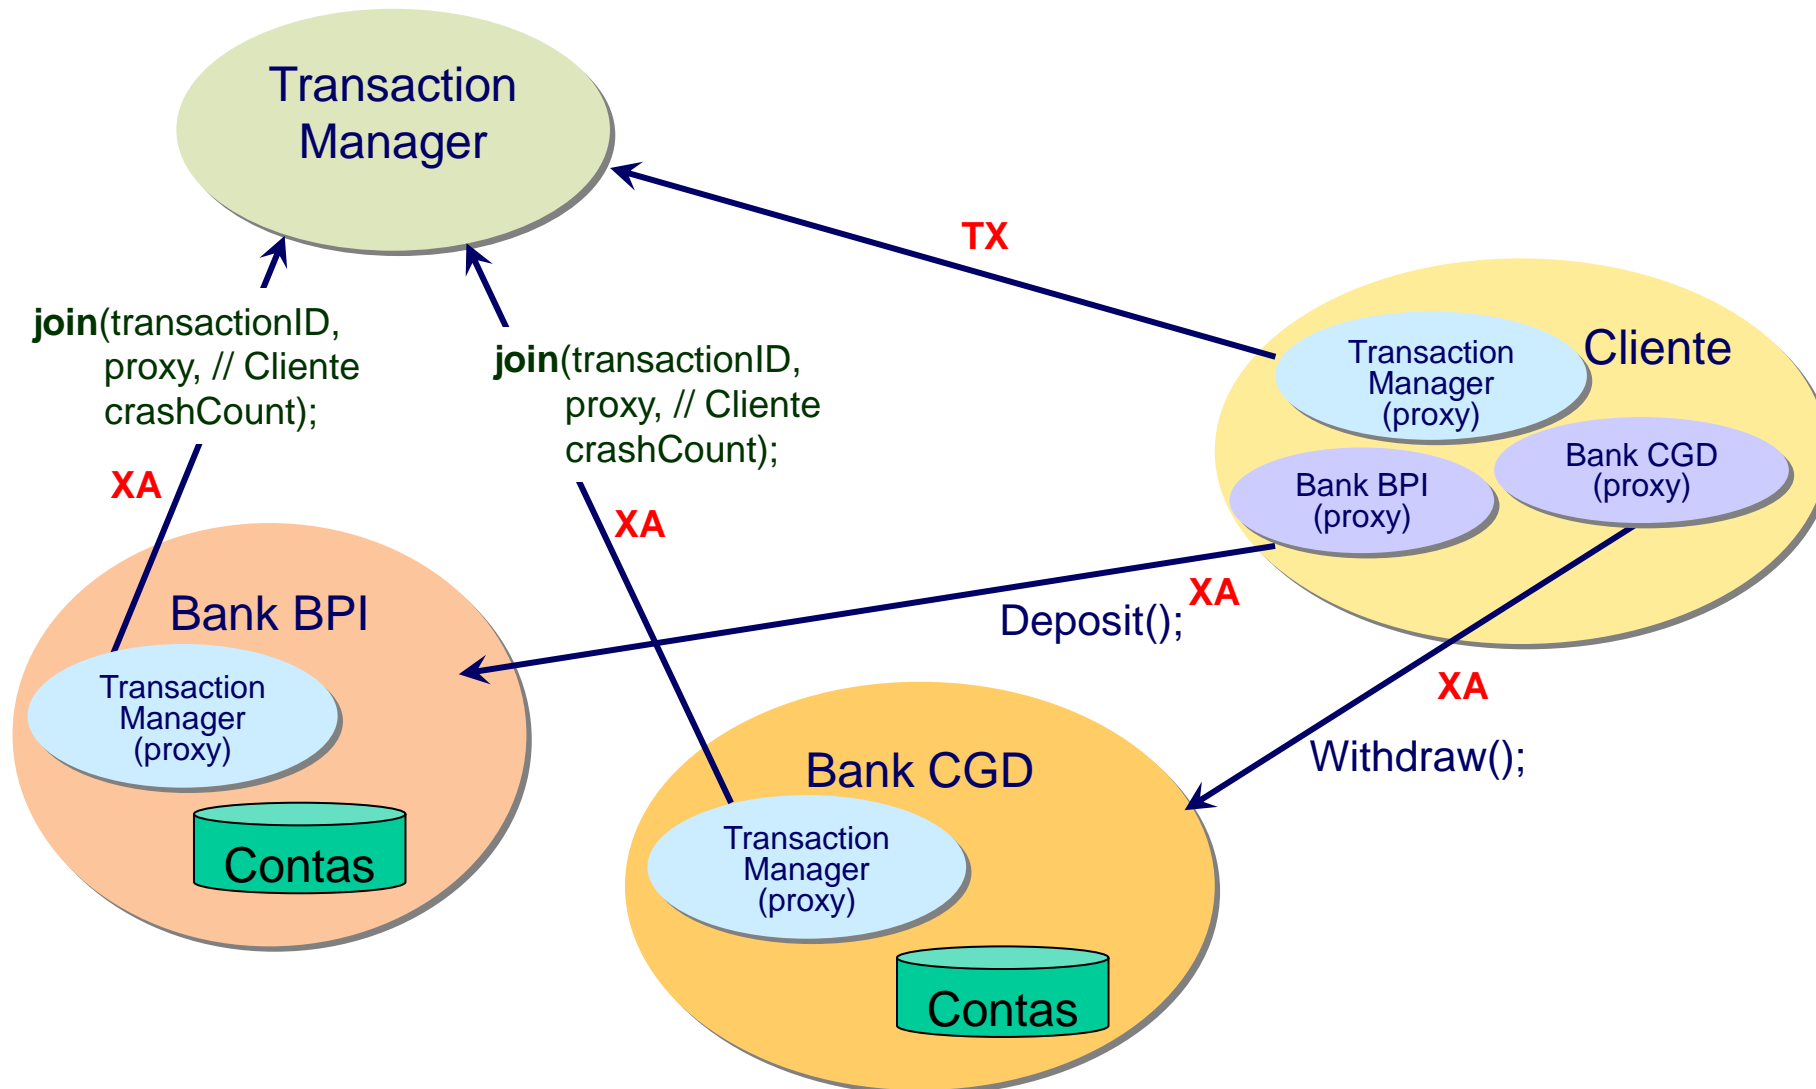 Transaction
Manager
TX
join(transactionID,
proxy, // Cliente
crashCount);
XA
join(transactionID,
proxy, // Cliente
crashCount);
XA
Cliente
Transaction
Manager
(proxy)
Bank BPI
(proxy)
Bank CGD
(proxy)
XA
Deposit();
XA
Withdraw();
Bank BPI
Transaction
Manager
(proxy)
Contas
Bank CGD
Transaction
Manager
(proxy)
Contas